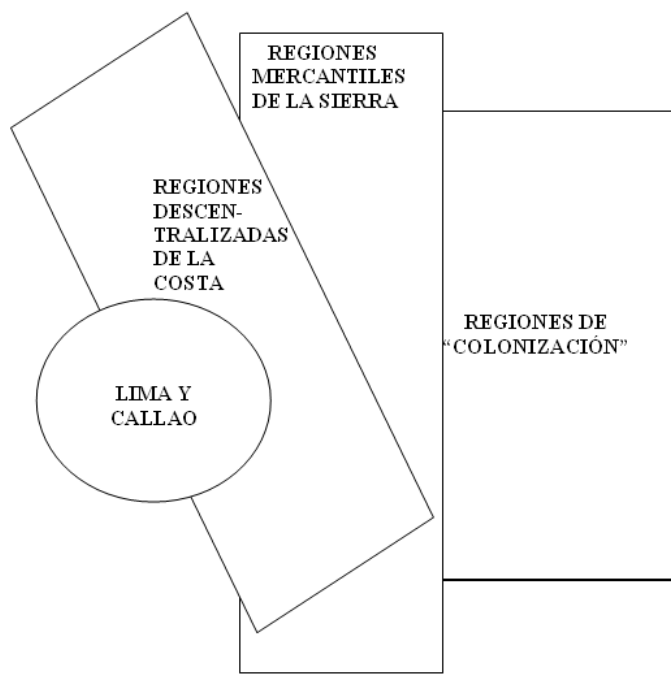 REGIONES
MERCANTILES
DE LA SIERRA
REGIONES
DESCEN-
TRALIZADAS
DE LA
COSTA
REGIONES DE
“COLONIZACIÓN”
LIMA Y
CALLAO